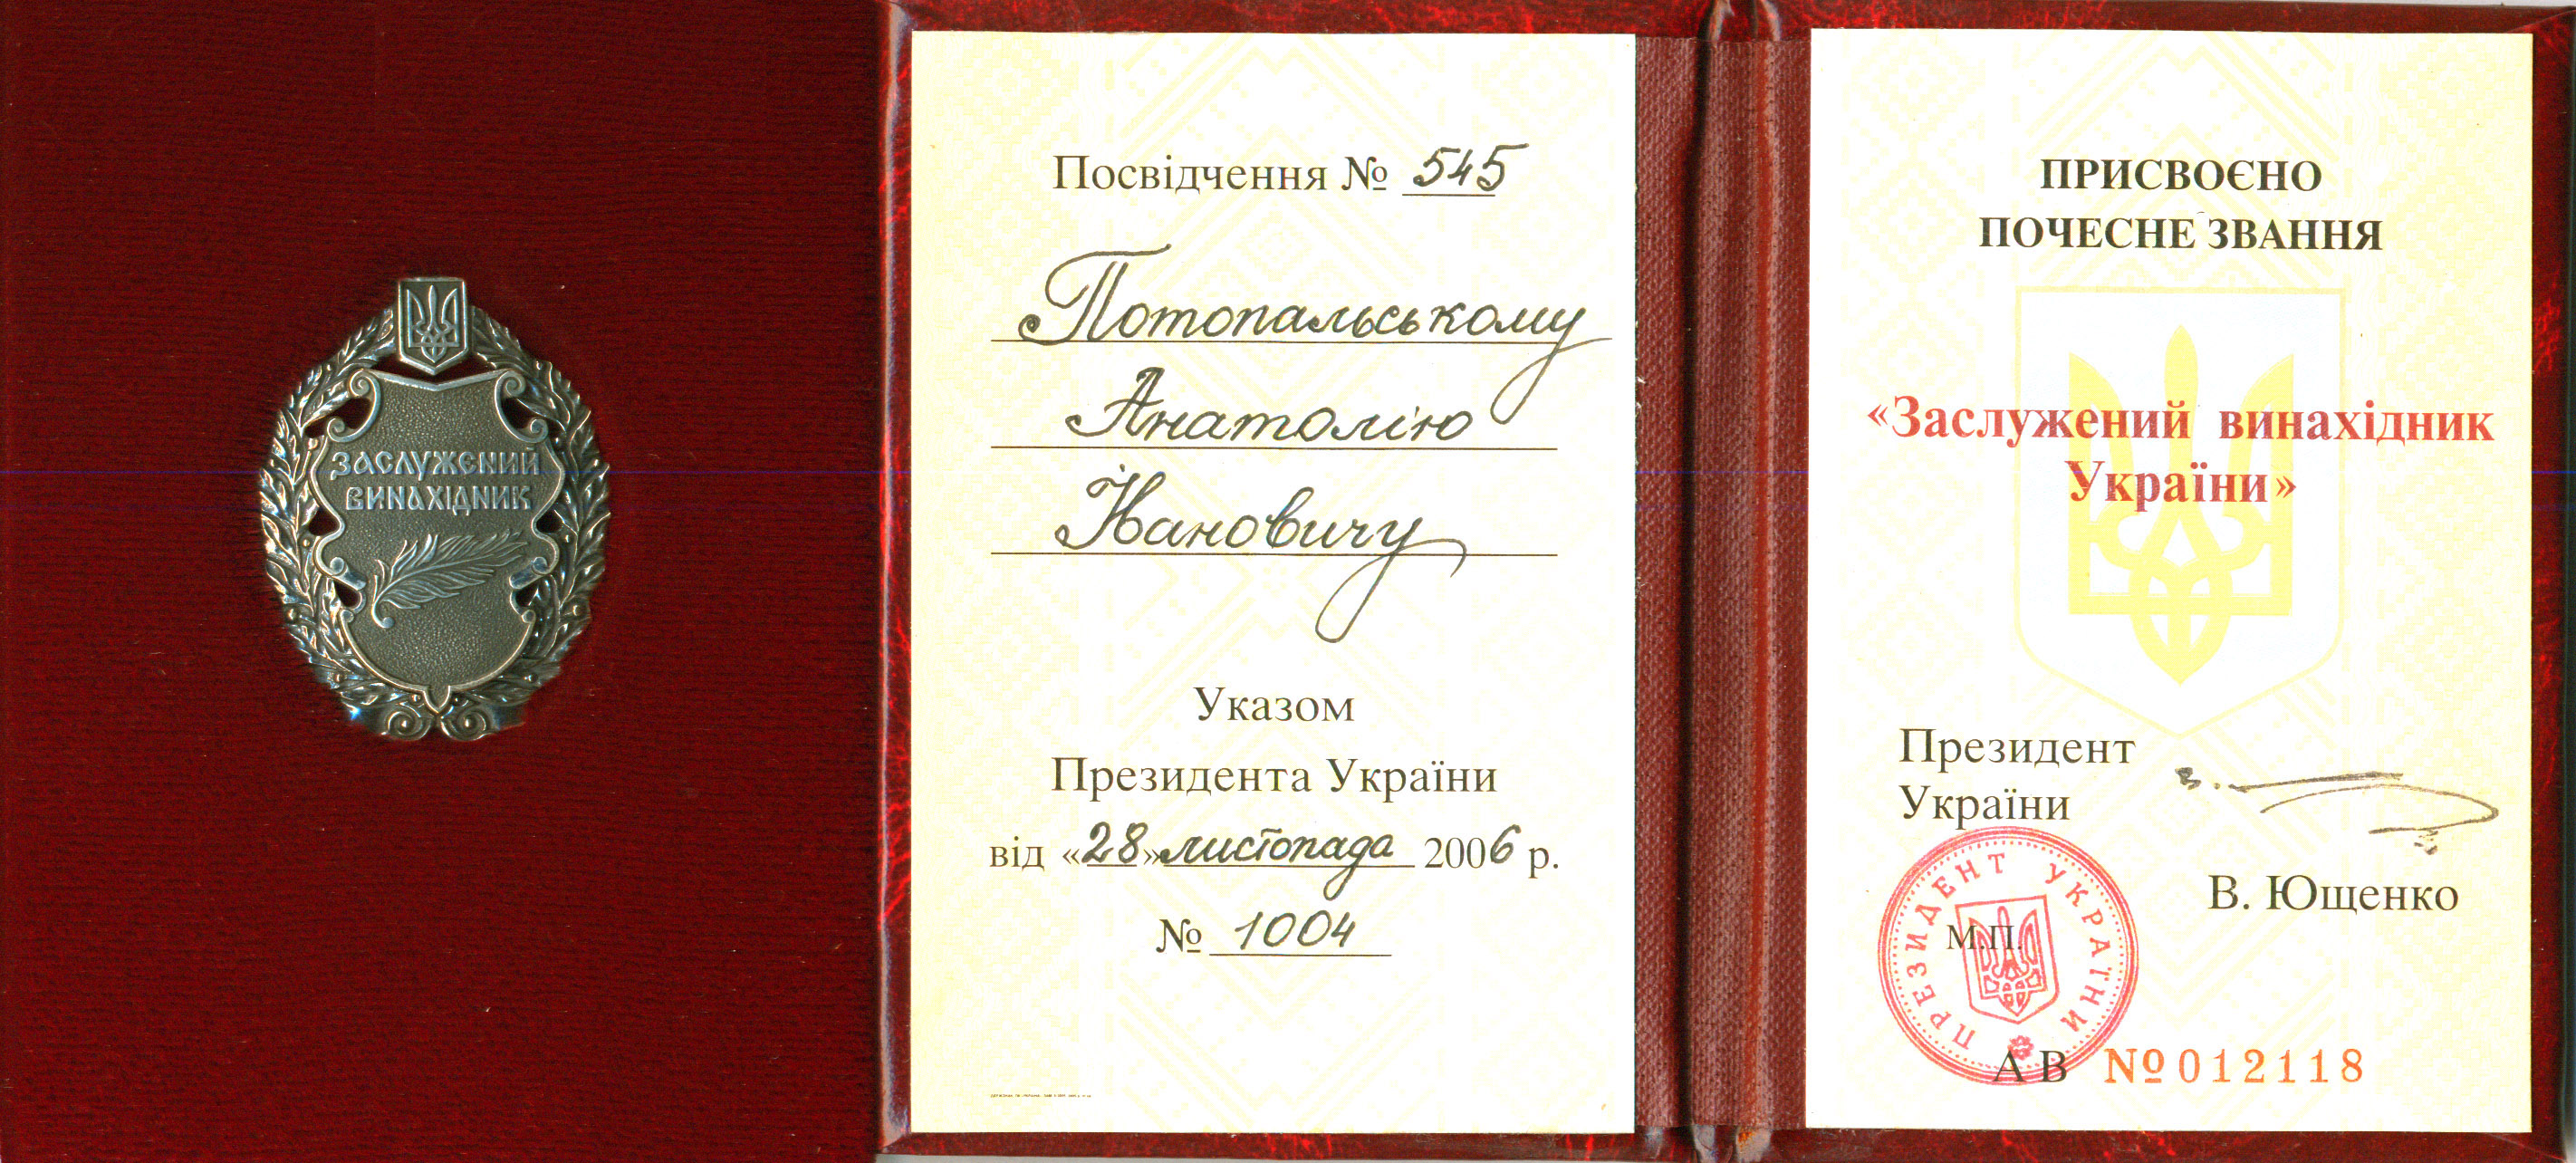 ЗАСЛУЖЕНИЙ
ВИНАХІДНИК
Посвідчення № 545
Потопальському
Анатолію
Івановичу
Указом
Президента України
від «28» листопада 2006 р.
№ 1004
ПРИСВОЄНО
ПОЧЕСНЕ ЗВАННЯ
«Заслужений винахідник
України»
Президент
України
В. Ющенко
М.П.
ПРЕЗИДЕНТ УКРАЇНИ
АВ №012118